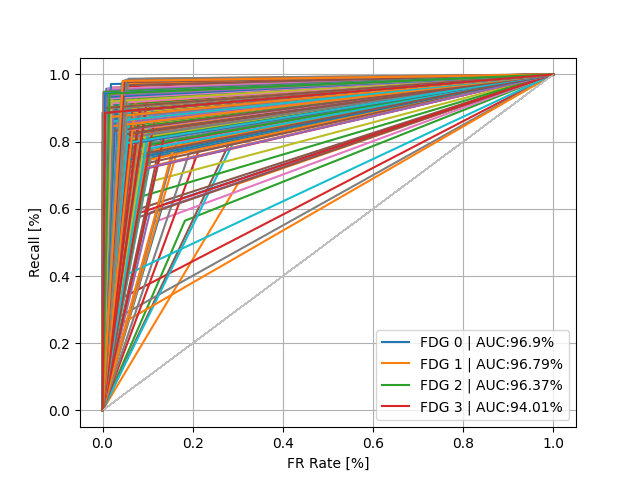 1.0
0.8
0.6
0.4
0.2
0.0
Recall [%]
FDG 0 | AUC:96.9%
FDG 1 | AUC:96.79%
FDG 2 | AUC:96.37%
FDG 3 | AUC:94.01%
0.0 0.2 0.4 0.6 0.8 1.0
FR Rate [%]